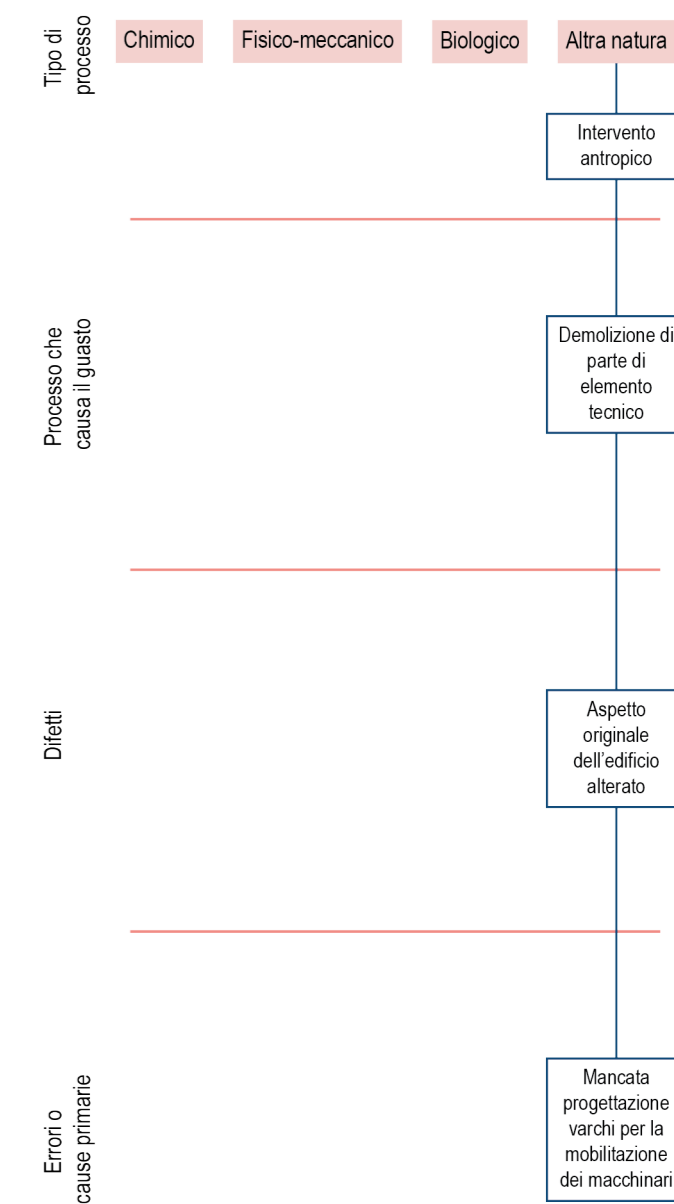 Tipo di
processo
Chimico
Fisico-meccanico
Biologico
Altra natura
Intervento
antropico
Processo che
causa il guasto
Demolizione di
parte di
elemento
tecnico
Difetti
Aspetto
originale
dell'edificio
alterato
Errori o
cause primarie
Mancata
progettazione
varchi per la
mobilitazione
dei macchinari